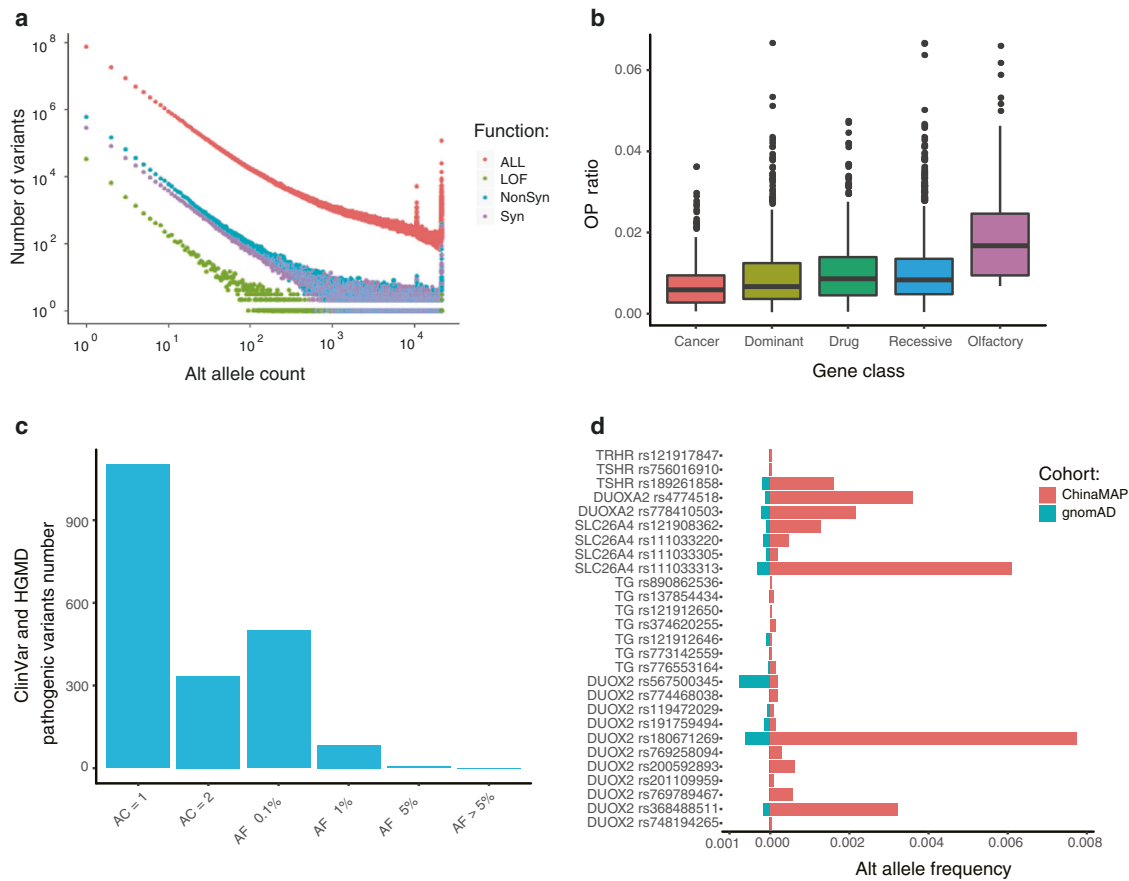 a
10^8
10^6
10^4
10^2
10^0
Number of variants
10^0 10^1 10^2 10^3 10^4
Alt allele count
Function:
ALL
LOF
NonSyn
Syn
b
0.06
0.04
0.02
0.00
OP ratio
Cancer Dominant Drug Recessive Olfactory
Gene class
c
ClinVar and HGMD
pathogenic variants number
900
600
300
0
AC = 1
AC = 2
AF 0.1%
AF 1%
AF 5%
AF > 5%
d
TRHR rs121917847
TSHR rs756016910
TSHR rs189261858
DUOXA2 rs4774518
DUOXA2 rs778410503
SLC26A4 rs121908362
SLC26A4 rs111033220
SLC26A4 rs111033305
SLC26A4 rs111033313
TG rs890862536
TG rs137854434
TG rs121912650
TG rs374620255
TG rs121912646
TG rs773142559
TG rs776553164
DUOX2 rs567500345
DUOX2 rs774468038
DUOX2 rs119472029
DUOX2 rs191759494
DUOX2 rs180671269
DUOX2 rs769258094
DUOX2 rs200592893
DUOX2 rs201109959
DUOX2 rs769789467
DUOX2 rs368488511
DUOX2 rs748194265
0.001 0.000 0.002 0.004 0.006 0.008
Alt allele frequency
Cohort:
ChinaMAP
gnomAD